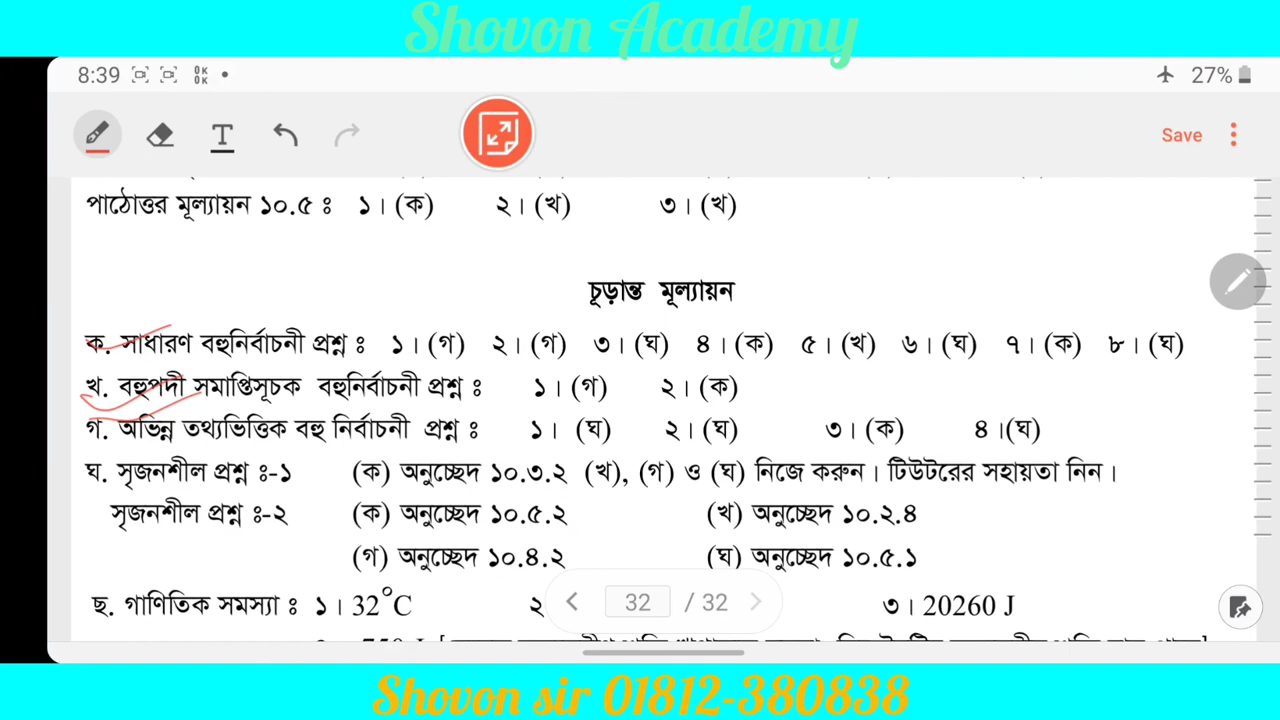 Shovon Academy
8:39 OK OK 27%
T Save
পাঠোত্তর মূল্যায়ন ১০.৫ ঃ ১। (ক) ২। (খ) ৩। (খ)
চূড়ান্ত মূল্যায়ন
ক. সাধারণ বহুনির্বাচনী প্রশ্ন ঃ ১। (গ) ২। (গ) ৩। (ঘ) ৪। (ক) ৫। (খ) ৬। (ঘ) ৭। (ক) ৮। (ঘ)
খ. বহুপদী সমাপ্তিসূচক বহুনির্বাচনী প্রশ্ন ঃ ১। (গ) ২। (ক)
গ. অভিন্ন তথ্যভিত্তিক বহু নির্বাচনী প্রশ্ন ঃ ১। (ঘ) ২। (ঘ) ৩। (ক) ৪।(ঘ)
ঘ. সৃজনশীল প্রশ্ন ঃ-১ (ক) অনুচ্ছেদ ১০.৩.২ (খ), (গ) ও (ঘ) নিজে করুন। টিউটরের সহায়তা নিন।
সৃজনশীল প্রশ্ন ঃ-২ (ক) অনুচ্ছেদ ১০.৫.২ (খ) অনুচ্ছেদ ১০.২.৪
(গ) অনুচ্ছেদ ১০.৪.২ (ঘ) অনুচ্ছেদ ১০.৫.১
ছ. গাণিতিক সমস্যা ঃ ১। 32°C ২ ৩। 20260 J
32 / 32
Shovon sir 01812-380838